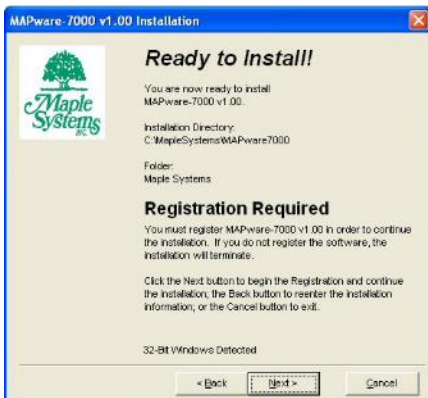 MAPware-7000 v1.00 Installation
Maple
Systems
INC.
Ready to Install!
You are now ready to install
MAPware-7000 v1.00.
Installation Directory:
C:\MapleSystems\MAPware7000
Folder:
Maple Systems
Registration Required
You must register MAPware-7000 v1.00 in order to continue
the installation. If you do not register the software, the
installation will terminate.
Click the Next button to begin the Registration and continue
the installation; the Back button to reenter the installation
information; or the Cancel button to exit.
32-Bit Windows Detected
< Back
Next >
Cancel